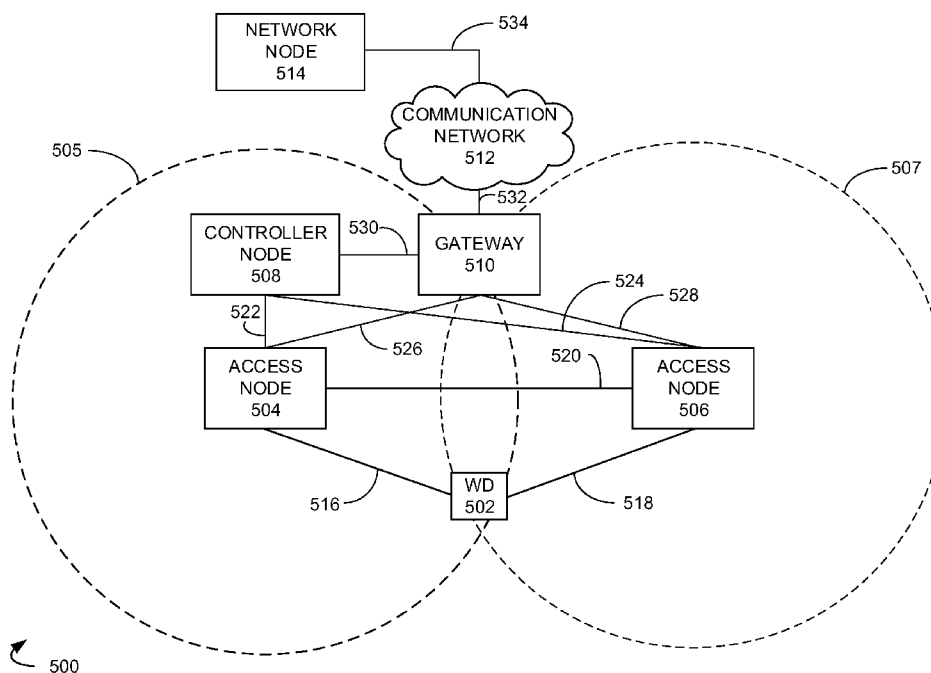 NETWORK
NODE
514
534
COMMUNICATION
NETWORK
512
505
507
532
CONTROLLER
NODE
508
530
GATEWAY
510
524
528
522
526
520
ACCESS
NODE
504
ACCESS
NODE
506
WD
502
516
518
500